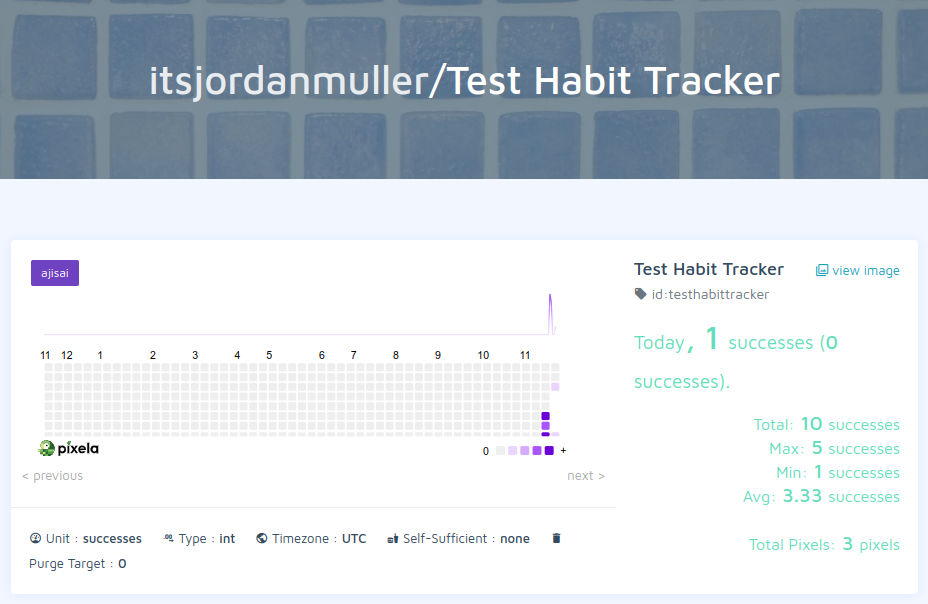 itsjordanmuller/Test Habit Tracker
ajisai
11 12 1 2 3 4 5 6 7 8 9 10 11
pixela
0 +
< previous next >
Unit : successes Type : int Timezone : UTC Self-Sufficient : none
Purge Target : 0
Test Habit Tracker view image
id:testhabittracker
Today, 1 successes (0
successes).
Total: 10 successes
Max: 5 successes
Min: 1 successes
Avg: 3.33 successes
Total Pixels: 3 pixels